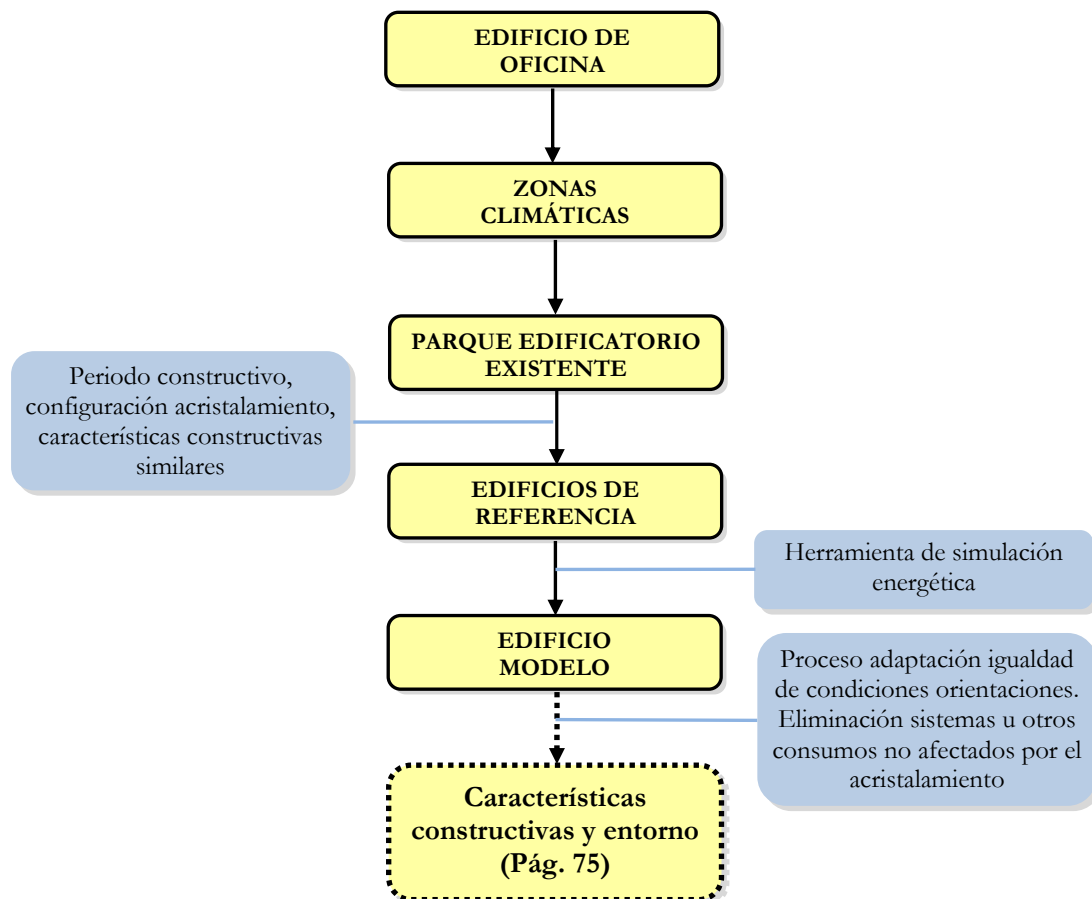 EDIFICIO DE
OFICINA
ZONAS
CLIMÁTICAS
PARQUE EDIFICATORIO
EXISTENTE
Periodo constructivo,
configuración acristalamiento,
características constructivas
similares
EDIFICIOS DE
REFERENCIA
Herramienta de simulación
energética
EDIFICIO
MODELO
Proceso adaptación igualdad
de condiciones orientaciones.
Eliminación sistemas u otros
consumos no afectados por el
acristalamiento
Características
constructivas y entorno
(Pág. 75)